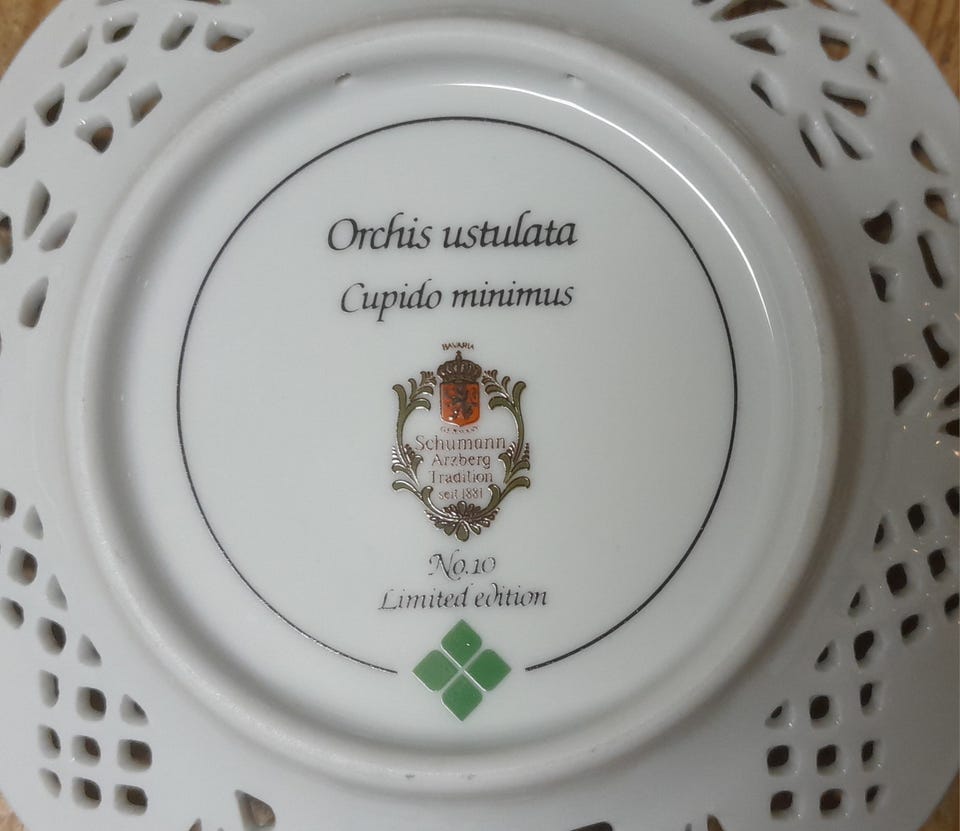 Orchis ustulata
Cupido minimus
BAVARIA
GERMANY
Schumann
Arzberg
Tradition
seit 1881
No.10
Limited edition